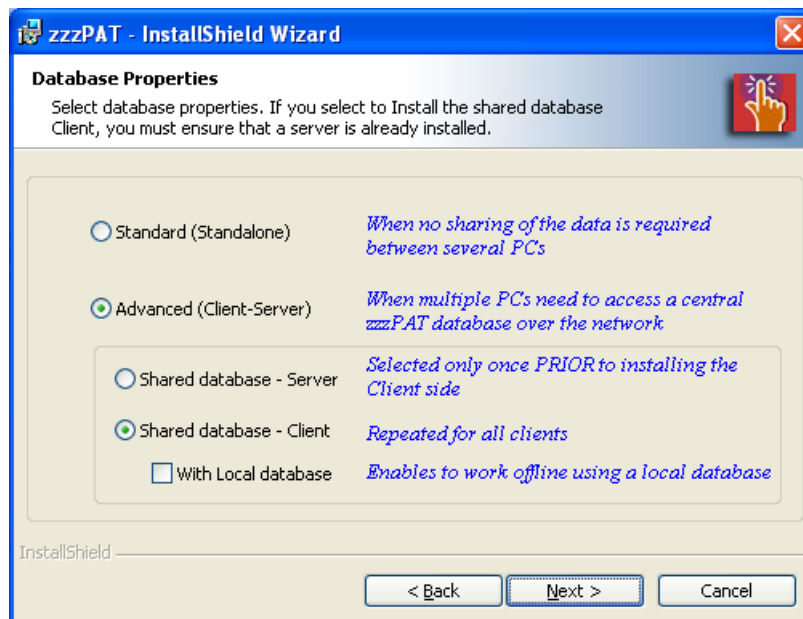 zzzPAT - InstallShield Wizard
Database Properties
Select database properties. If you select to Install the shared database
Client, you must ensure that a server is already installed.
Standard (Standalone)
When no sharing of the data is required
between several PCs
Advanced (Client-Server)
When multiple PCs need to access a central
zzzPAT database over the network
Shared database - Server
Selected only once PRIOR to installing the
Client side
Shared database - Client
Repeated for all clients
With Local database
Enables to work offline using a local database
InstallShield
< Back
Next >
Cancel